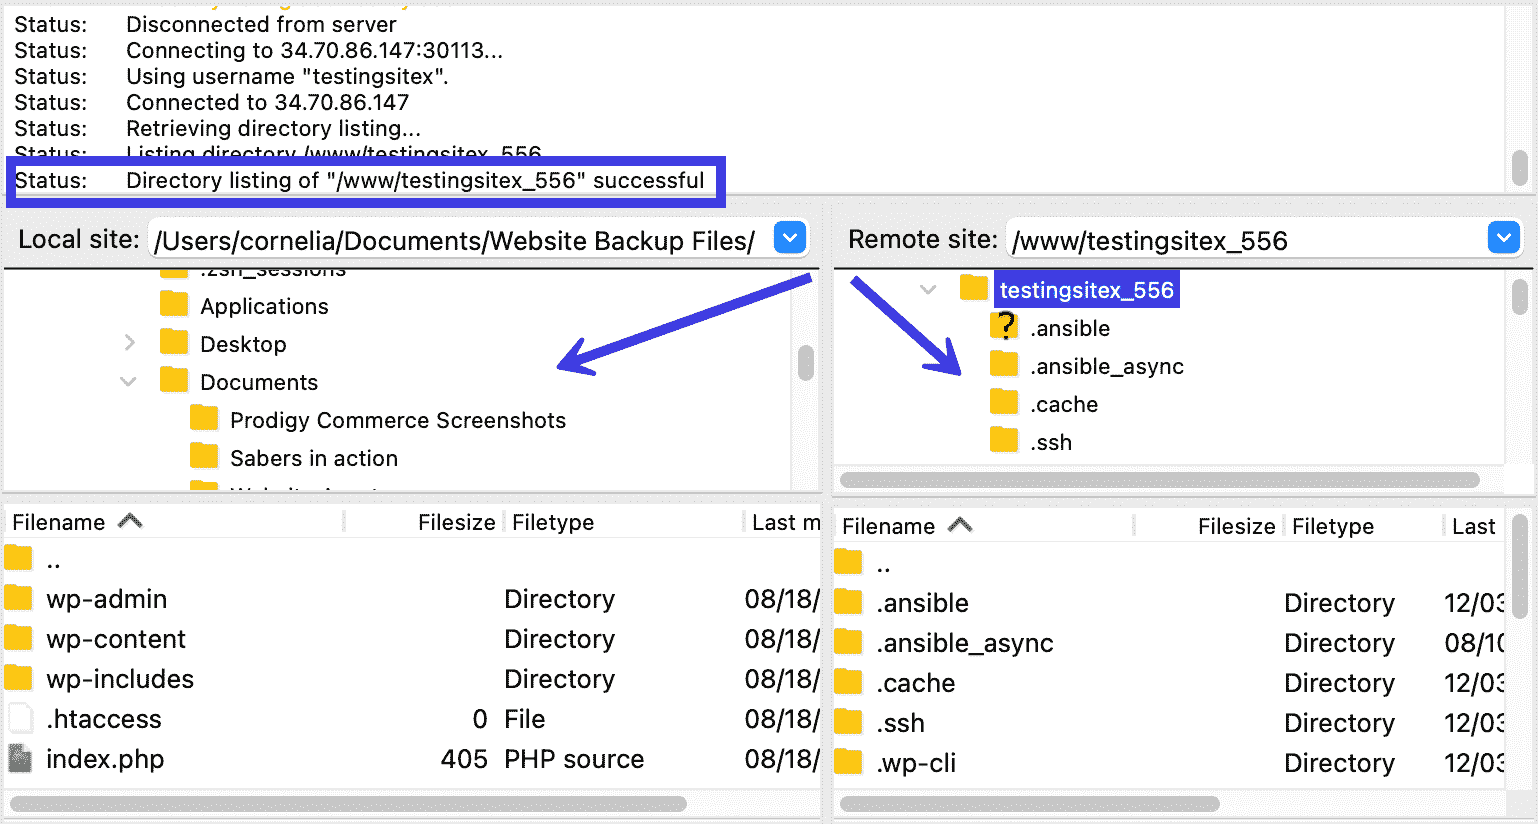 Status: Disconnected from server
Status: Connecting to 34.70.86.147:30113...
Status: Using username "testingsitex".
Status: Connected to 34.70.86.147
Status: Retrieving directory listing...
Status: Listing directory /www/testingsitex_556
Status: Directory listing of "/www/testingsitex_556" successful
Local site: /Users/cornelia/Documents/Website Backup Files/
.zsh_sessions
Applications
Desktop
Documents
Prodigy Commerce Screenshots
Sabers in action
Remote site: /www/testingsitex_556
testingsitex_556
? .ansible
.ansible_async
.cache
.ssh
Filename Filesize Filetype Last m
..
wp-admin Directory 08/18/
wp-content Directory 08/18/
wp-includes Directory 08/18/
.htaccess 0 File 08/18/
index.php 405 PHP source 08/18/
Filename Filesize Filetype Last
..
.ansible Directory 12/03
.ansible_async Directory 08/10
.cache Directory 12/03
.ssh Directory 12/03
.wp-cli Directory 12/03